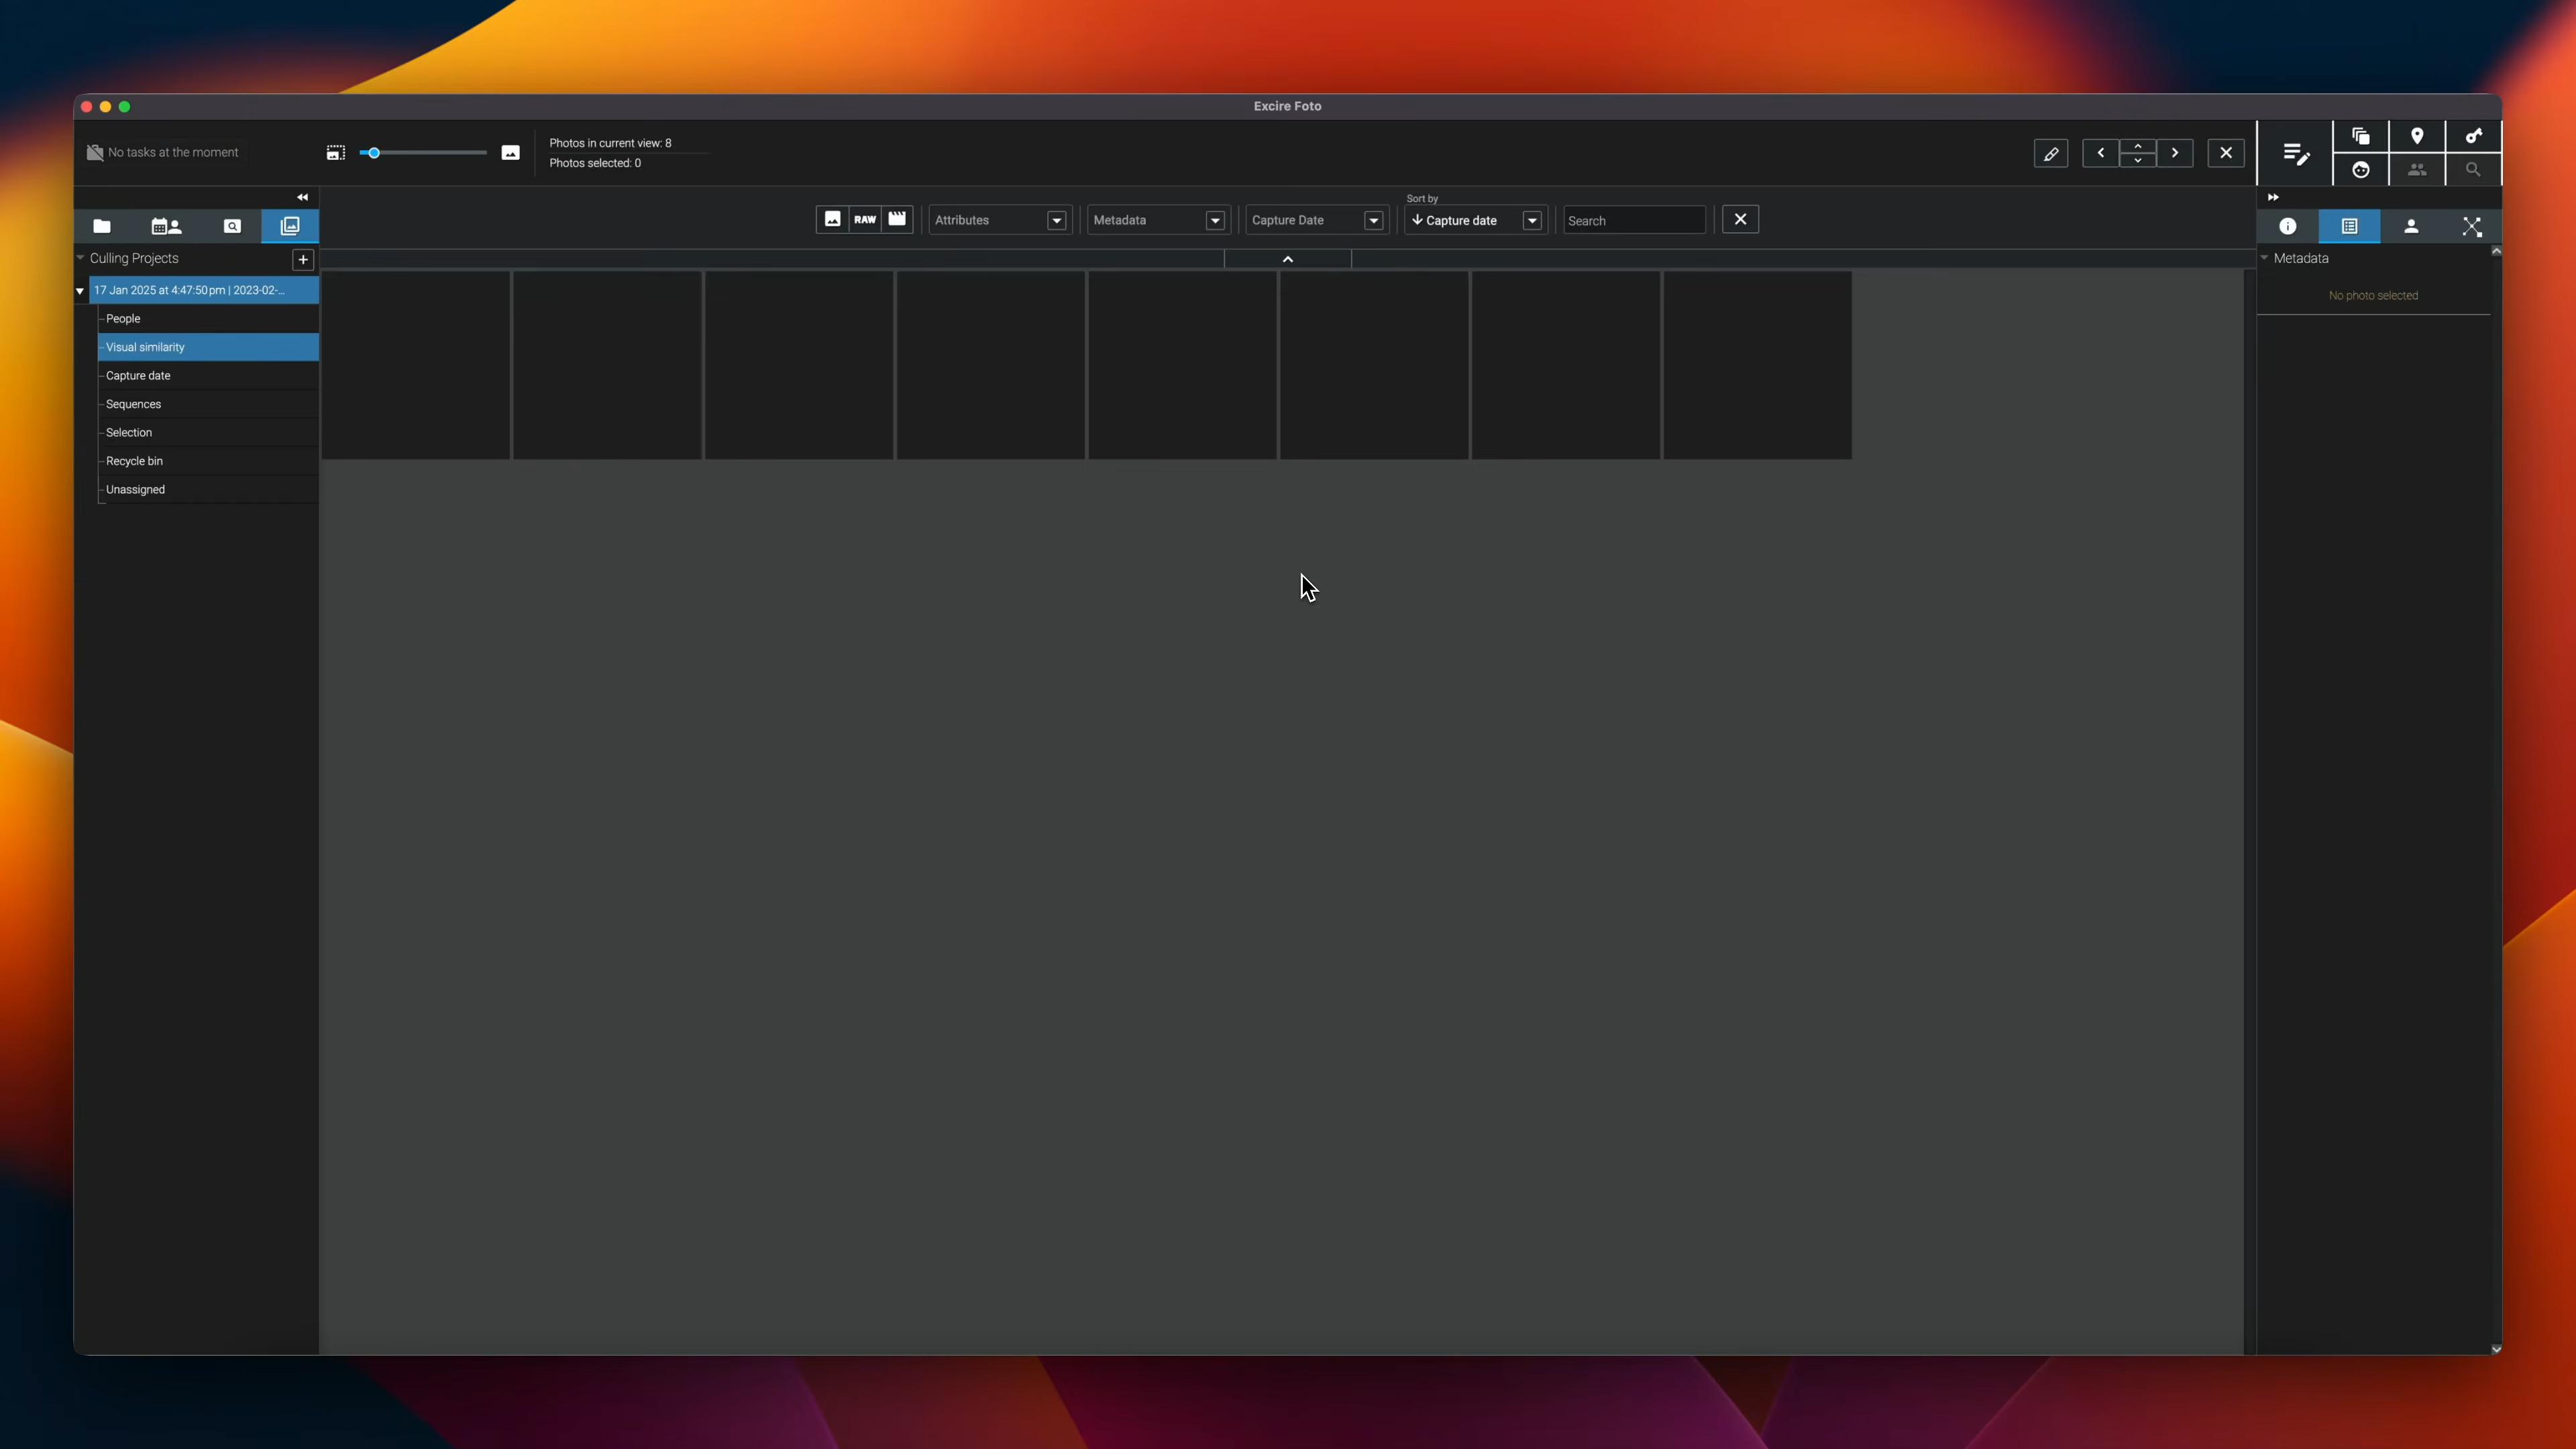 Excire Foto
No tasks at the moment
Photos in current view: 8
Photos selected: 0
RAW
Attributes
Metadata
Capture Date
Sort by
Capture date
Search
Culling Projects
17 Jan 2025 at 4:47:50 pm | 2023-02-...
People
Visual similarity
Capture date
Sequences
Selection
Recycle bin
Unassigned
Metadata
No photo selected